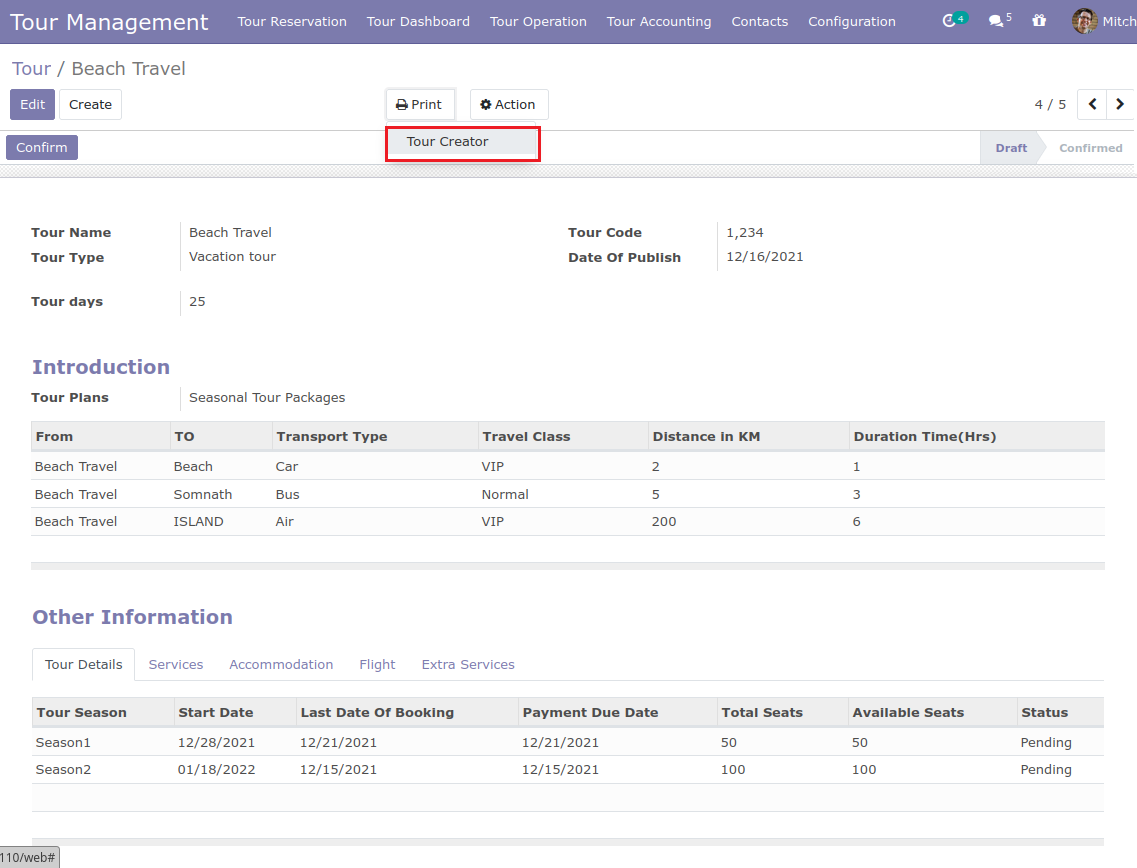 Tour Management Tour Reservation Tour Dashboard Tour Operation Tour Accounting Contacts Configuration 4 5 Mitch
Tour / Beach Travel
Edit Create Print Action 4 / 5
Tour Creator
Confirm Draft Confirmed
Tour Name Beach Travel Tour Code 1,234
Tour Type Vacation tour Date Of Publish 12/16/2021
Tour days 25
Introduction
Tour Plans Seasonal Tour Packages
From TO Transport Type Travel Class Distance in KM Duration Time(Hrs)
Beach Travel Beach Car VIP 2 1
Beach Travel Somnath Bus Normal 5 3
Beach Travel ISLAND Air VIP 200 6
Other Information
Tour Details Services Accommodation Flight Extra Services
Tour Season Start Date Last Date Of Booking Payment Due Date Total Seats Available Seats Status
Season1 12/28/2021 12/21/2021 12/21/2021 50 50 Pending
Season2 01/18/2022 12/15/2021 12/15/2021 100 100 Pending
110/web#